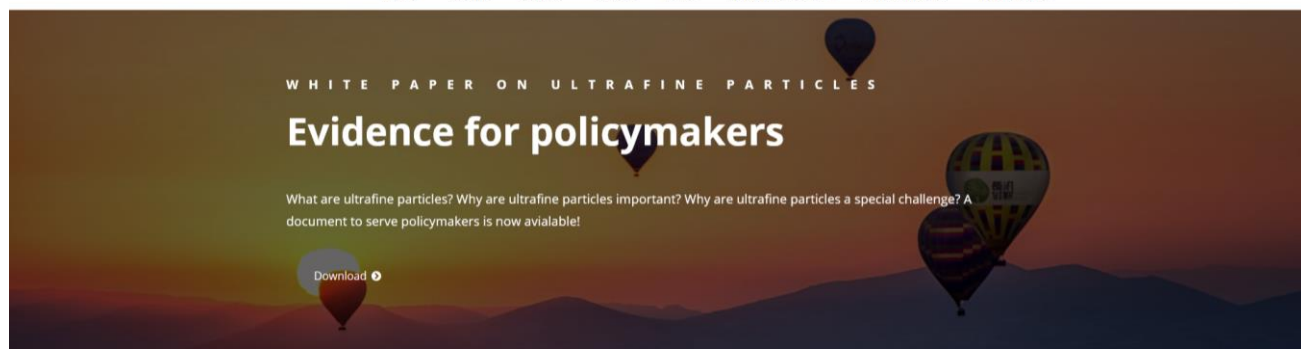 WHITE PAPER ON ULTRAFINE PARTICLES
Evidence for policymakers
What are ultrafine particles? Why are ultrafine particles important? Why are ultrafine particles a special challenge? A
document to serve policymakers is now avialable!
Download